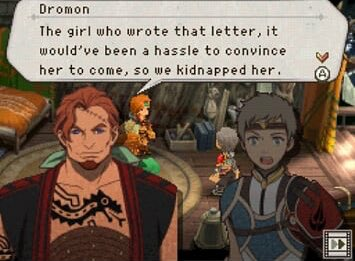 Dromon
The girl who wrote that letter, it
would've been a hassle to convince
her to come, so we kidnapped her.
A